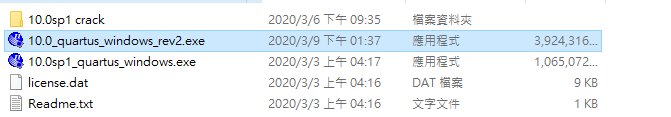 10.0sp1 crack 2020/3/6 下午 09:35 檔案資料夾
10.0_quartus_windows_rev2.exe 2020/3/9 下午 01:37 應用程式 3,924,316...
10.0sp1_quartus_windows.exe 2020/3/3 上午 04:17 應用程式 1,065,072...
license.dat 2020/3/3 上午 04:16 DAT 檔案 9 KB
Readme.txt 2020/3/3 上午 04:16 文字文件 1 KB